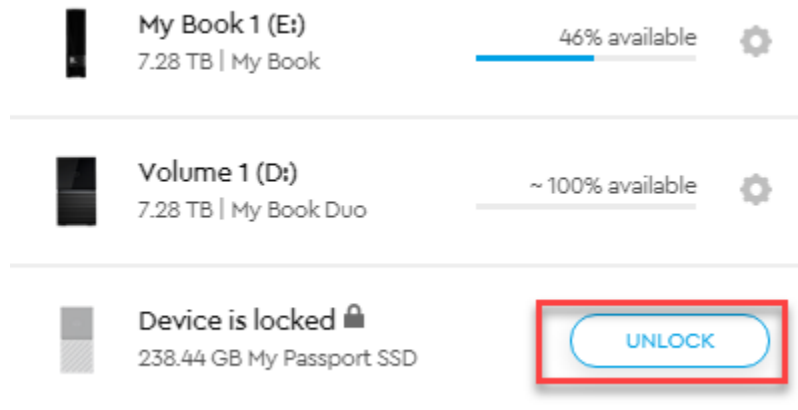 My Book 1 (E:)
46% available
7.28 TB | My Book
Volume 1 (D:)
~ 100% available
7.28 TB | My Book Duo
Device is locked
UNLOCK
238.44 GB My Passport SSD